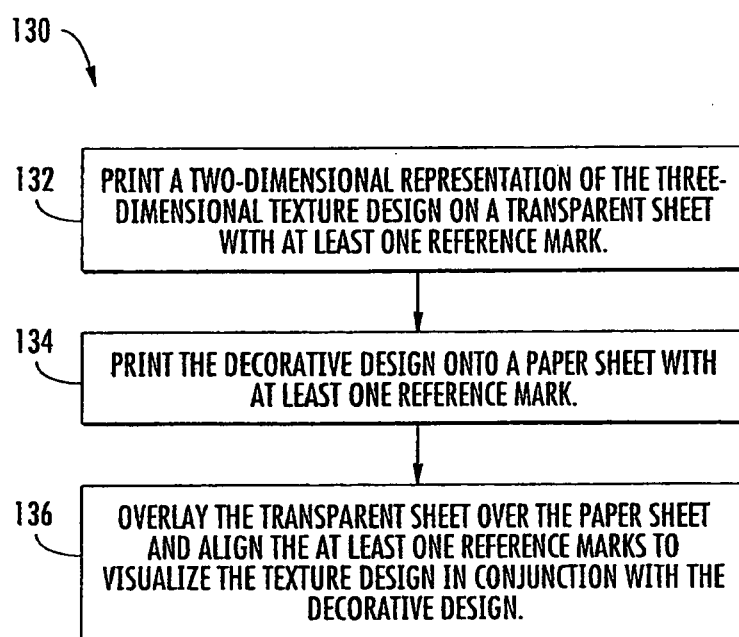 130
132
PRINT A TWO-DIMENSIONAL REPRESENTATION OF THE THREE-
DIMENSIONAL TEXTURE DESIGN ON A TRANSPARENT SHEET
WITH AT LEAST ONE REFERENCE MARK.
134
PRINT THE DECORATIVE DESIGN ONTO A PAPER SHEET WITH
AT LEAST ONE REFERENCE MARK.
136
OVERLAY THE TRANSPARENT SHEET OVER THE PAPER SHEET
AND ALIGN THE AT LEAST ONE REFERENCE MARKS TO
VISUALIZE THE TEXTURE DESIGN IN CONJUNCTION WITH THE
DECORATIVE DESIGN.